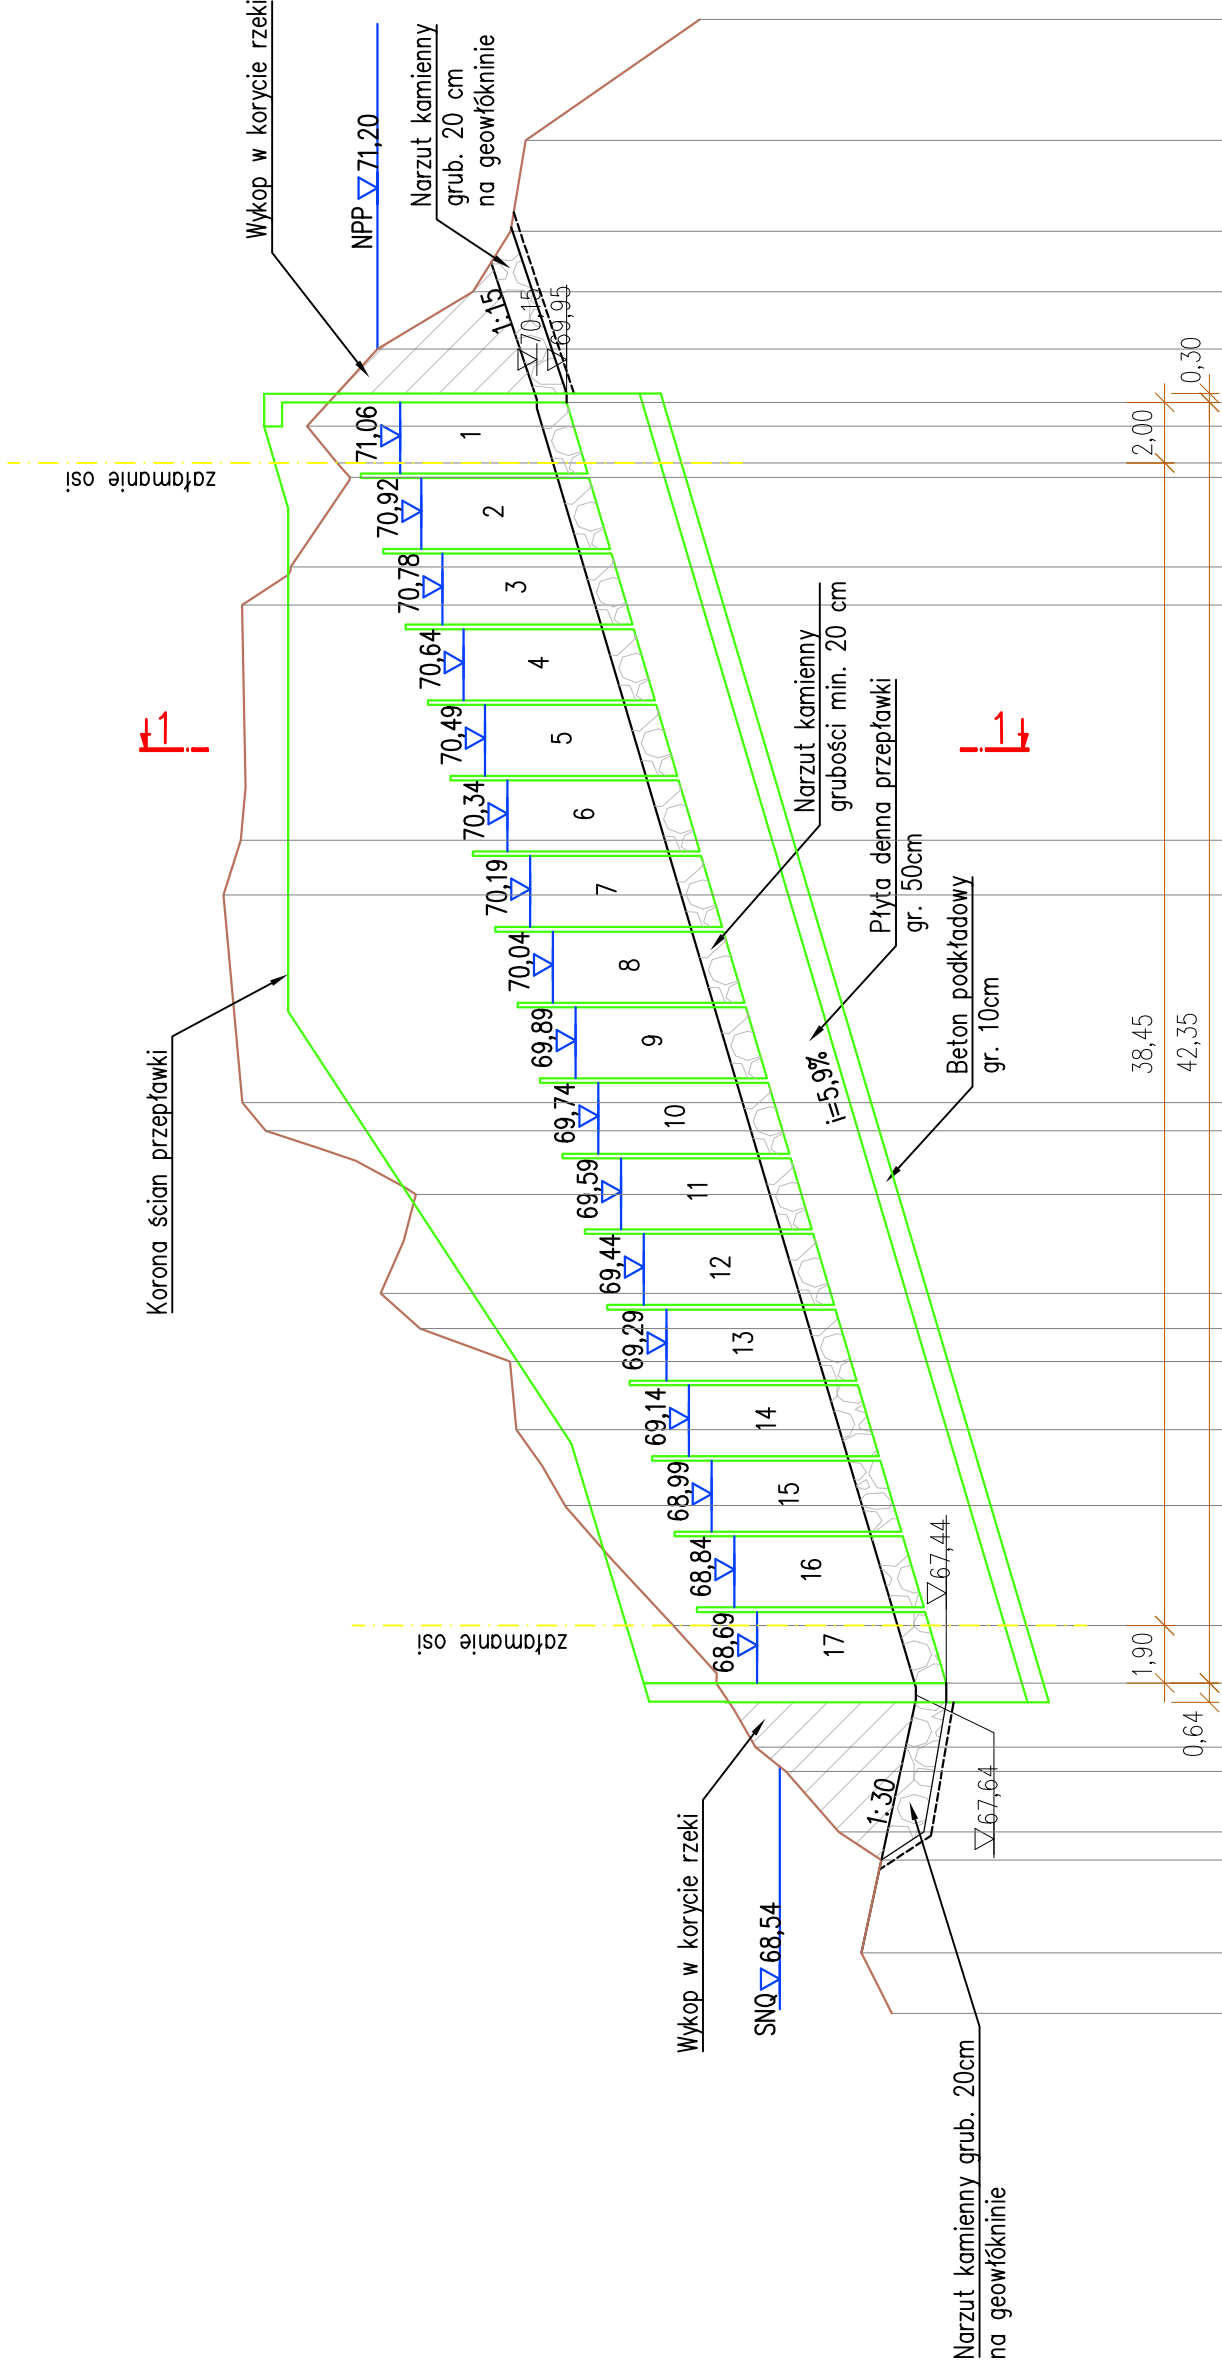 Wykop w korycie rzeki
NPP 71,20
Narzut kamienny
grub. 20 cm
na geowłókninie
1:15
70,15
69,95
załamanie osi
1
1
Korona ścian przepławki
71,06
1
70,92
2
70,78
3
70,64
4
70,49
5
70,34
6
70,19
7
70,04
8
69,89
9
69,74
10
69,59
11
69,44
12
69,29
13
69,14
14
68,99
15
68,84
16
68,69
17
Narzut kamienny
grubości min. 20 cm
Płyta denna przepławki
gr. 50cm
Beton podkładowy
gr. 10cm
i=5,9%
załamanie osi
67,44
67,64
1:30
Wykop w korycie rzeki
SNQ 68,54
Narzut kamienny grub. 20cm
na geowłókninie
1,90
38,45
2,00
0,64
42,35
0,30